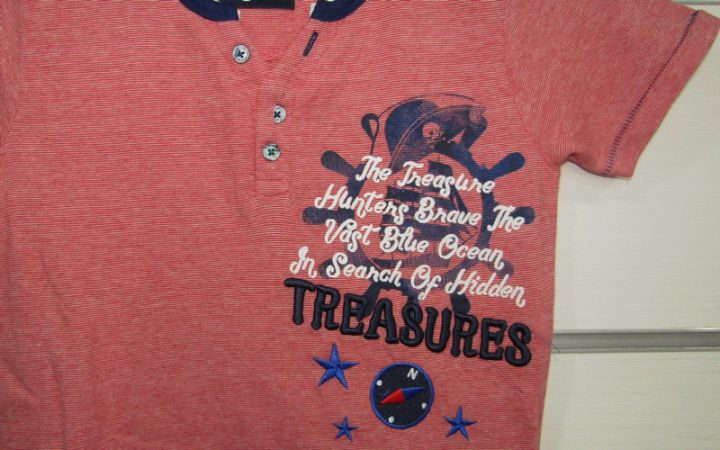 The Treasure
Hunters Brave The
Vast Blue Ocean
In Search Of Hidden
TREASURES
N